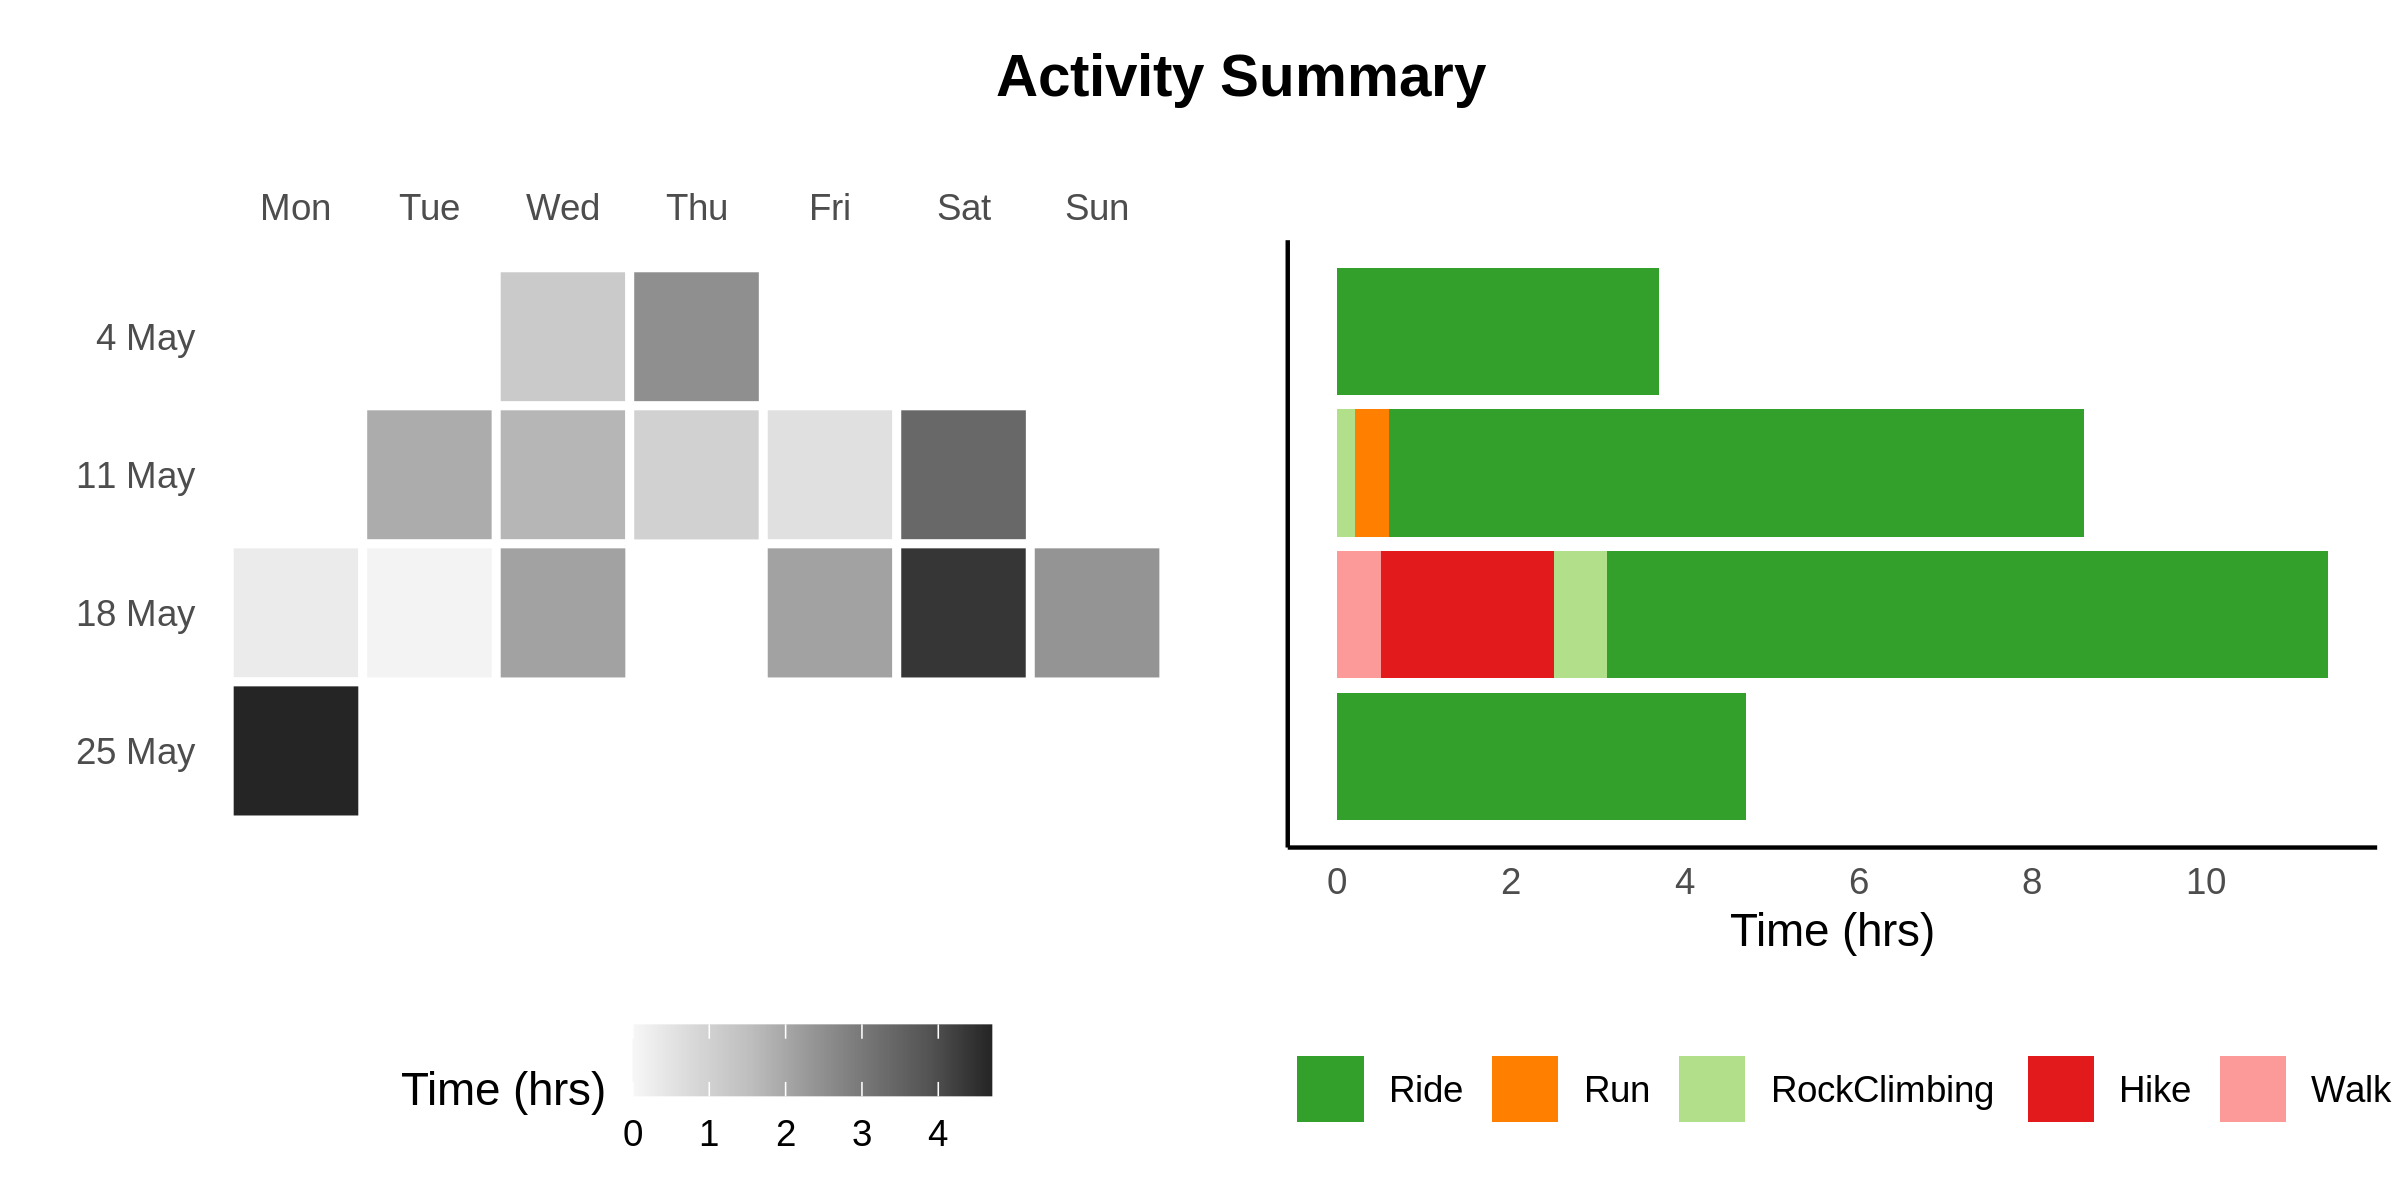 Activity Summary
Mon Tue Wed Thu Fri Sat Sun
4 May
11 May
18 May
25 May
0 2 4 6 8 10
Time (hrs)
Time (hrs)
0 1 2 3 4
Ride Run RockClimbing Hike Walk